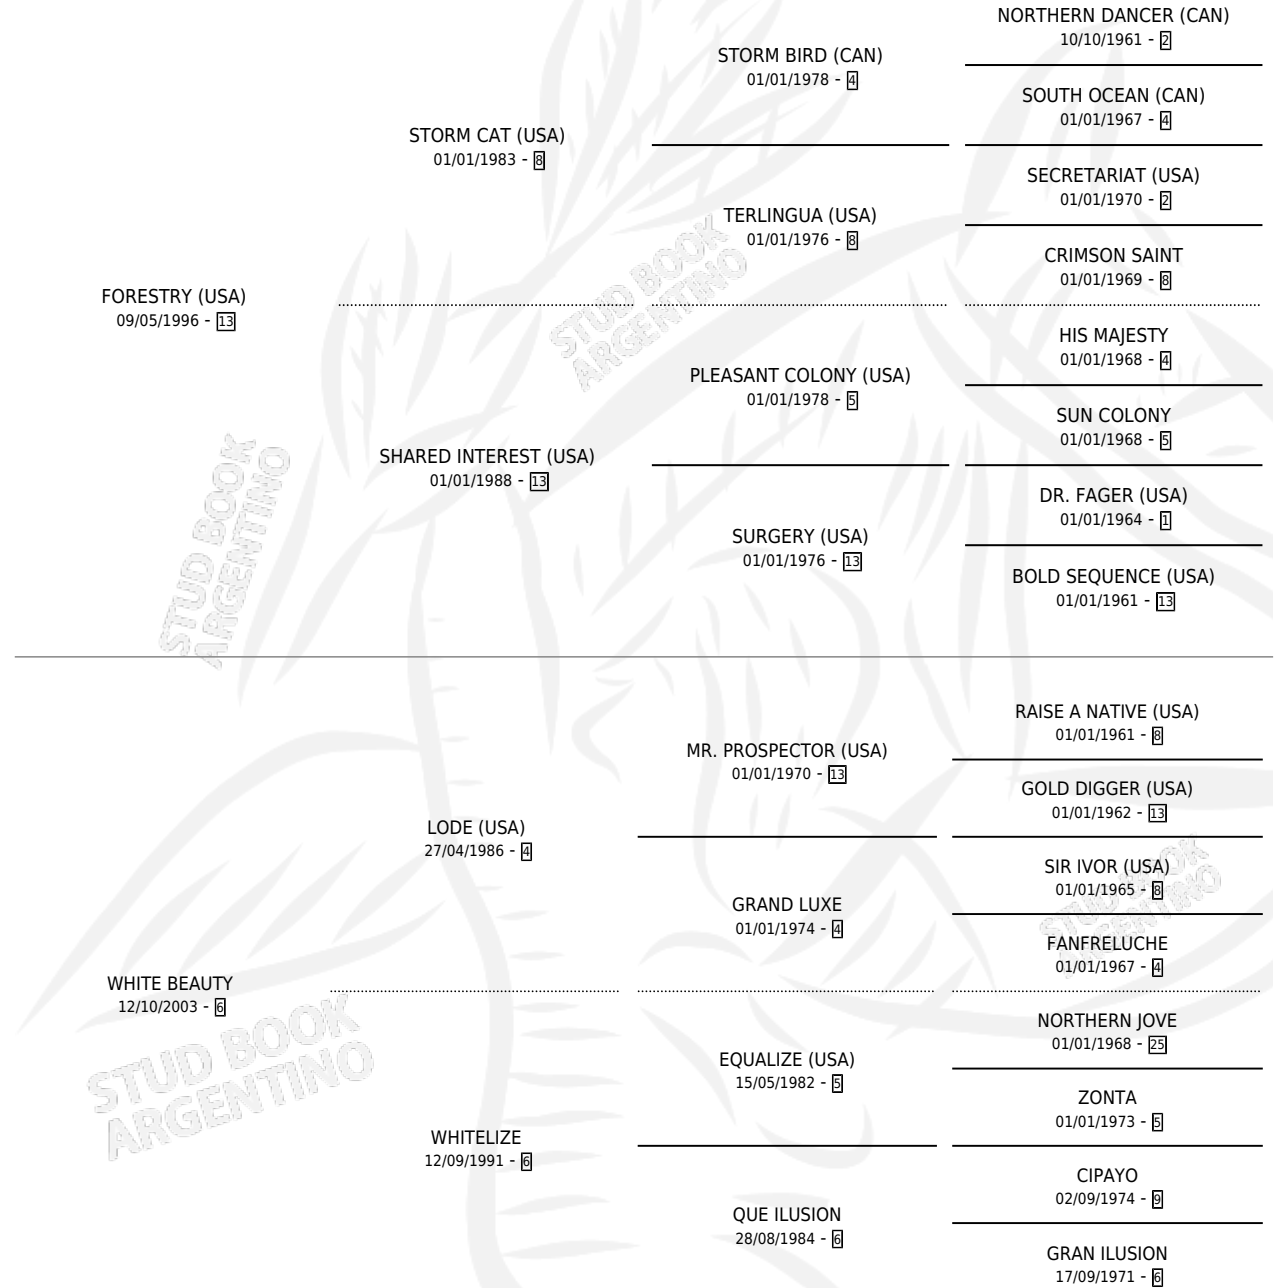 NORTHERN DANCER (CAN)
10/10/1961 - 2
STORM BIRD (CAN)
01/01/1978 - 4
SOUTH OCEAN (CAN)
01/01/1967 - 4
STORM CAT (USA)
01/01/1983 - 8
SECRETARIAT (USA)
01/01/1970 - 2
TERLINGUA (USA)
01/01/1976 - 8
CRIMSON SAINT
01/01/1969 - 8
FORESTRY (USA)
09/05/1996 - 13
HIS MAJESTY
01/01/1968 - 4
PLEASANT COLONY (USA)
01/01/1978 - 5
SUN COLONY
01/01/1968 - 5
SHARED INTEREST (USA)
01/01/1988 - 13
DR. FAGER (USA)
01/01/1964 - 1
SURGERY (USA)
01/01/1976 - 13
BOLD SEQUENCE (USA)
01/01/1961 - 13
STUD BOOK
ARGENTINO
STUD BOOK
ARGENTINO
RAISE A NATIVE (USA)
01/01/1961 - 8
MR. PROSPECTOR (USA)
01/01/1970 - 13
GOLD DIGGER (USA)
01/01/1962 - 13
LODE (USA)
27/04/1986 - 4
SIR IVOR (USA)
01/01/1965 - 8
GRAND LUXE
01/01/1974 - 4
FANFRELUCHE
01/01/1967 - 4
WHITE BEAUTY
12/10/2003 - 6
NORTHERN JOVE
01/01/1968 - 25
EQUALIZE (USA)
15/05/1982 - 5
ZONTA
01/01/1973 - 5
WHITELIZE
12/09/1991 - 6
CIPAYO
02/09/1974 - 9
QUE ILUSION
28/08/1984 - 6
GRAN ILUSION
17/09/1971 - 6
STUD BOOK
ARGENTINO
STUD BOOK
ARGENTINO